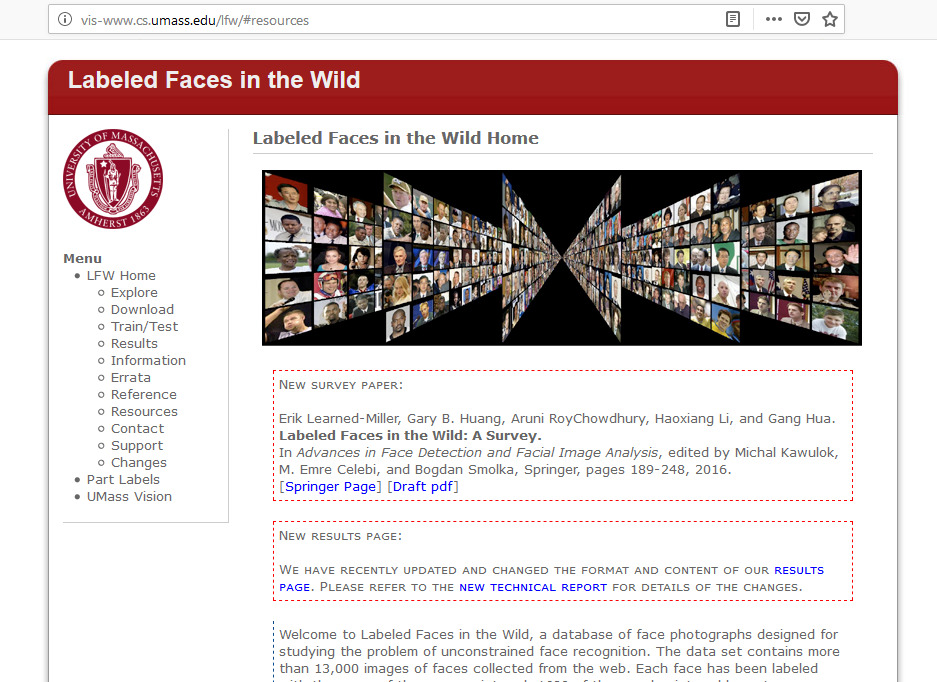 vis-www.cs.umass.edu/lfw/#resources
Labeled Faces in the Wild
UNIVERSITY OF MASSACHUSETTS
AMHERST 1863
Menu
LFW Home
Explore
Download
Train/Test
Results
Information
Errata
Reference
Resources
Contact
Support
Changes
Part Labels
UMass Vision
Labeled Faces in the Wild Home
NEW SURVEY PAPER:
Erik Learned-Miller, Gary B. Huang, Aruni RoyChowdhury, Haoxiang Li, and Gang Hua.
Labeled Faces in the Wild: A Survey.
In Advances in Face Detection and Facial Image Analysis, edited by Michal Kawulok,
M. Emre Celebi, and Bogdan Smolka, Springer, pages 189-248, 2016.
[Springer Page] [Draft pdf]
NEW RESULTS PAGE:
WE HAVE RECENTLY UPDATED AND CHANGED THE FORMAT AND CONTENT OF OUR RESULTS
PAGE. PLEASE REFER TO THE NEW TECHNICAL REPORT FOR DETAILS OF THE CHANGES.
Welcome to Labeled Faces in the Wild, a database of face photographs designed for
studying the problem of unconstrained face recognition. The data set contains more
than 13,000 images of faces collected from the web. Each face has been labeled